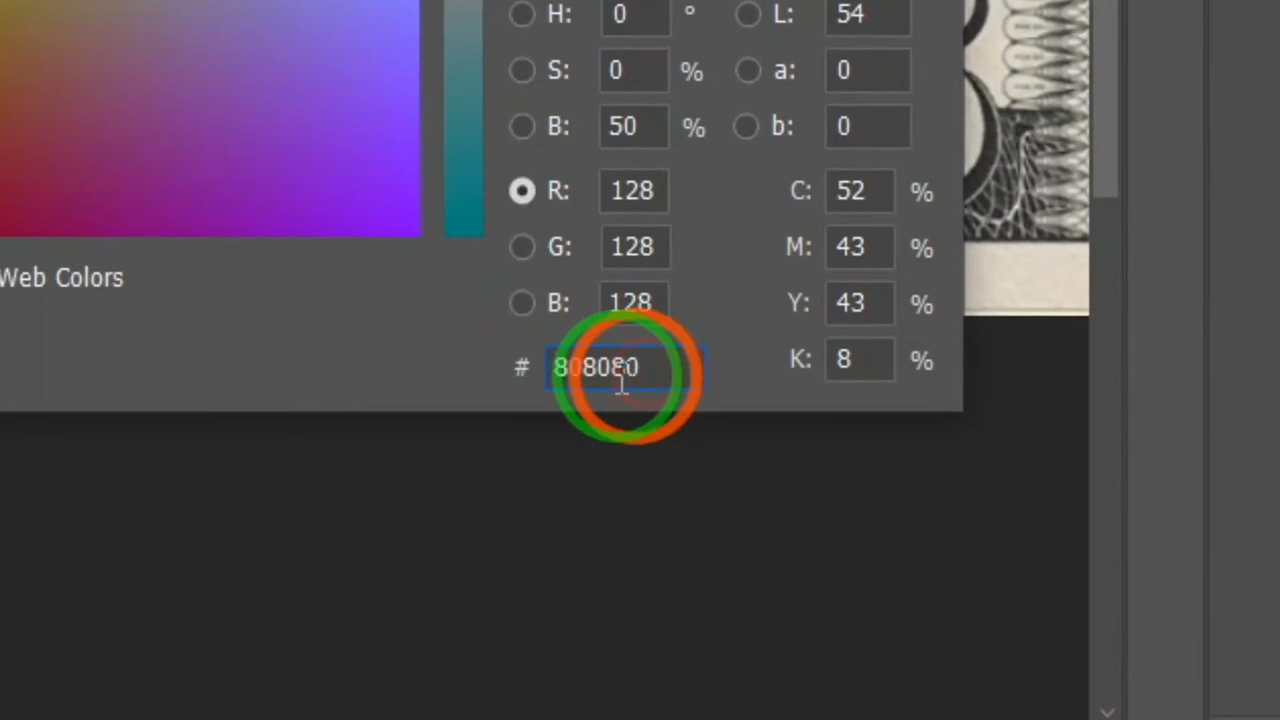 H: 0 ° L: 54
S: 0 % a: 0
B: 50 % b: 0
R: 128 C: 52 %
G: 128 M: 43 %
Web Colors
B: 128 Y: 43 %
# 808080 K: 8 %